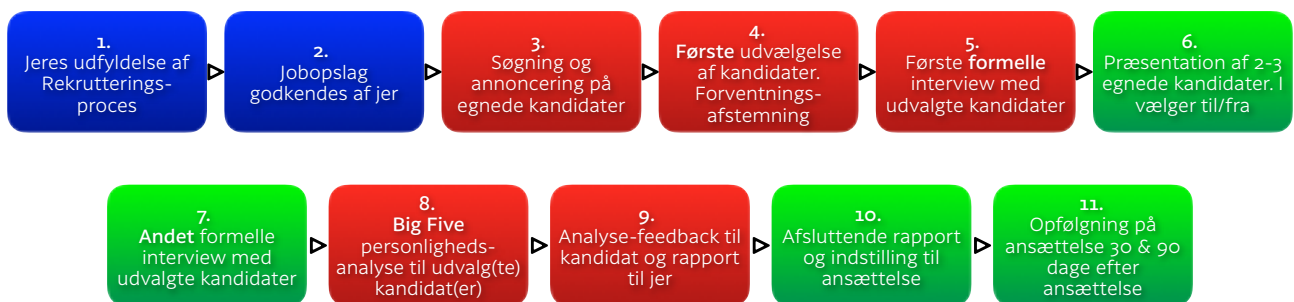 1.
Jeres udfyldelse af
Rekrutterings-
proces
2.
Jobopslag
godkendes af jer
3.
Søgning og
annoncering på
egnede kandidater
4.
Første udvælgelse
af kandidater.
Forventnings-
afstemning
5.
Første formelle
interview med
udvalgte kandidater
6.
Præsentation af 2-3
egnede kandidater. I
vælger til/fra
7.
Andet formelle
interview med
udvalgte kandidater
8.
Big Five
personligheds-
analyse til udvalg(te)
kandidat(er)
9.
Analyse-feedback til
kandidat og rapport
til jer
10.
Afsluttende rapport
og indstilling til
ansættelse
11.
Opfølgning på
ansættelse 30 & 90
dage efter
ansættelse